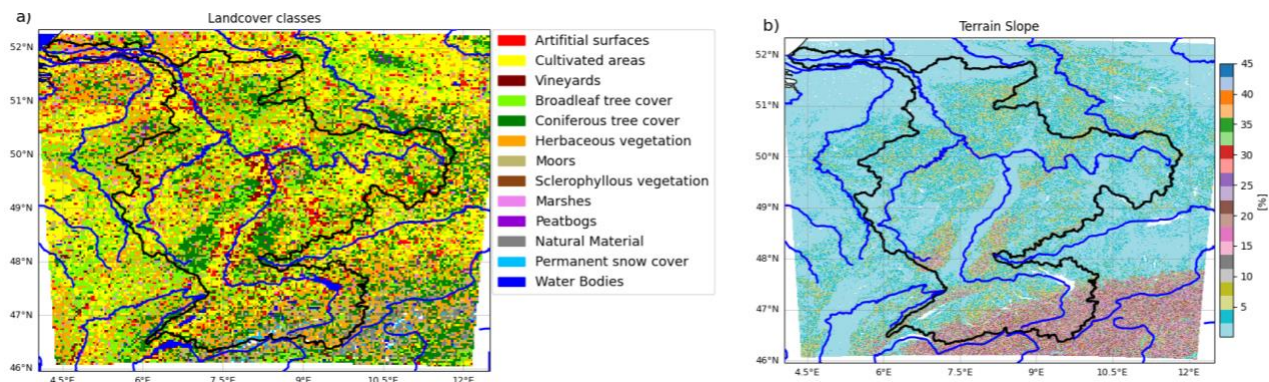 a)
Landcover classes
52°N
51°N
50°N
49°N
48°N
47°N
46°N
4.5°E
6°E
7.5°E
9°E
10.5°E
12°E
Artifitial surfaces
Cultivated areas
Vineyards
Broadleaf tree cover
Coniferous tree cover
Herbaceous vegetation
Moors
Sclerophyllous vegetation
Marshes
Peatbogs
Natural Material
Permanent snow cover
Water Bodies
b)
Terrain Slope
52°N
51°N
50°N
49°N
48°N
47°N
46°N
4.5°E
6°E
7.5°E
9°E
10.5°E
12°E
45
40
35
30
25
20
15
10
5
[%]